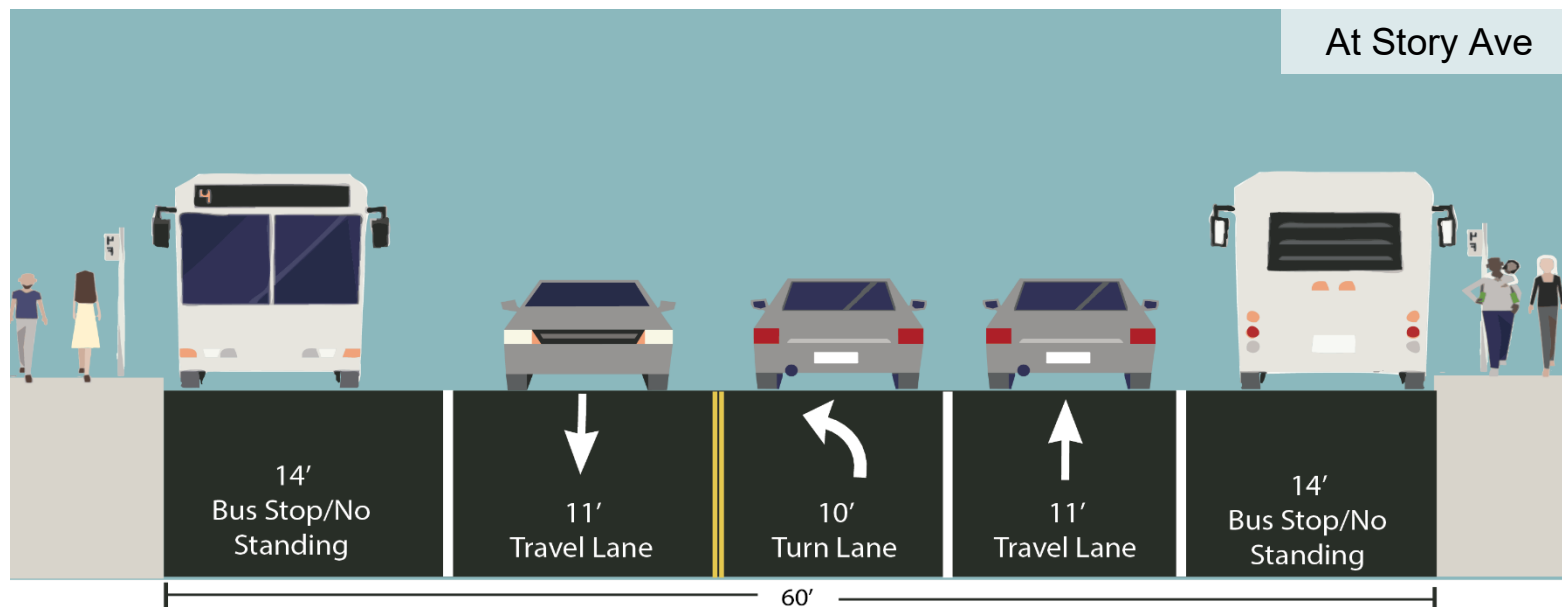 At Story Ave
4
14’
Bus Stop/No
Standing
11’
Travel Lane
10’
Turn Lane
11’
Travel Lane
14’
Bus Stop/No
Standing
60’